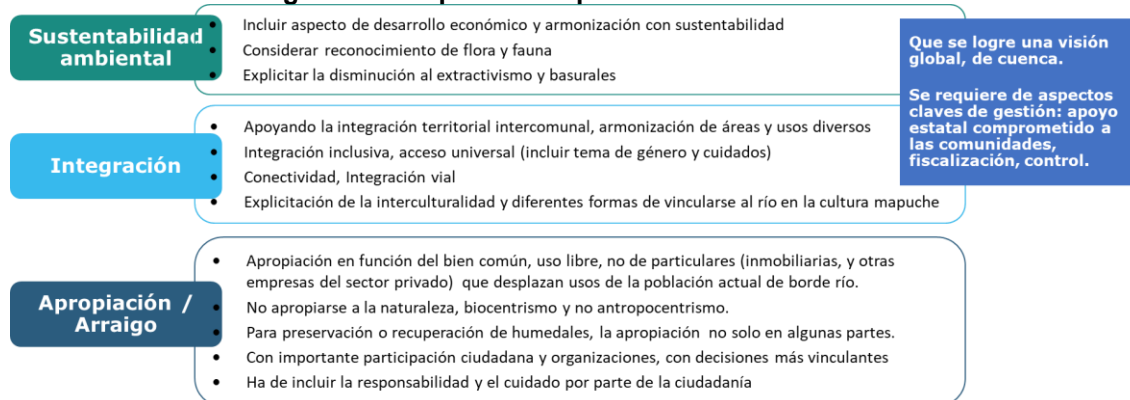 Sustentabilidad
ambiental
• Incluir aspecto de desarrollo económico y armonización con sustentabilidad
• Considerar reconocimiento de flora y fauna
• Explicitar la disminución al extractivismo y basurales
Que se logre una visión
global, de cuenca.
Se requiere de aspectos
claves de gestión: apoyo
estatal comprometido a
las comunidades,
fiscalización, control.
Integración
• Apoyando la integración territorial intercomunal, armonización de áreas y usos diversos
• Integración inclusiva, acceso universal (incluir tema de género y cuidados)
• Conectividad, Integración vial
• Explicitación de la interculturalidad y diferentes formas de vincularse al río en la cultura mapuche
Apropiación /
Arraigo
• Apropiación en función del bien común, uso libre, no de particulares (inmobiliarias, y otras
empresas del sector privado) que desplazan usos de la población actual de borde río.
• No apropiarse a la naturaleza, biocentrismo y no antropocentrismo.
• Para preservación o recuperación de humedales, la apropiación no solo en algunas partes.
• Con importante participación ciudadana y organizaciones, con decisiones más vinculantes
• Ha de incluir la responsabilidad y el cuidado por parte de la ciudadanía